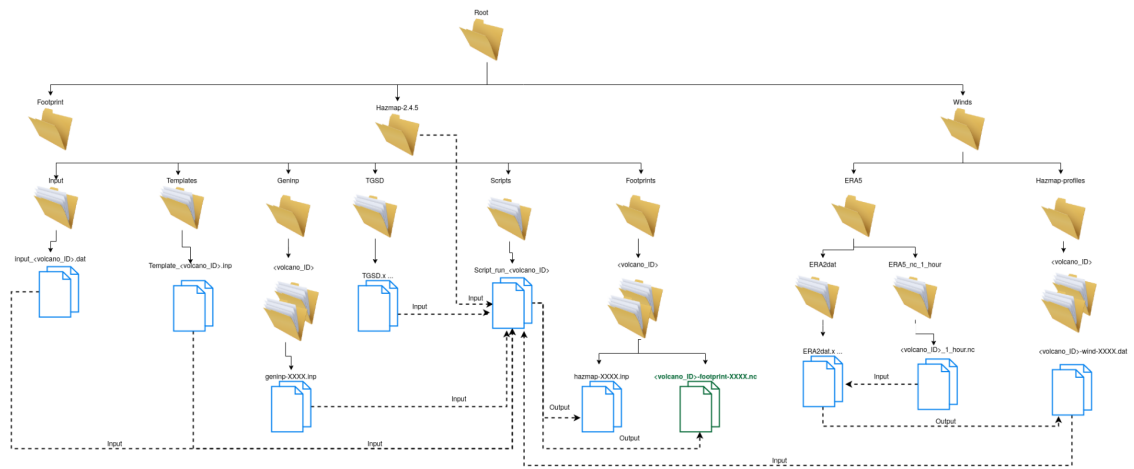 Root
Footprint
Hazmap-2.4.5
Winds
Input
Templates
Geninp
TGSD
Scripts
Footprints
ERA5
Hazmap-profiles
Input_<volcano_ID>.dat
Template_<volcano_ID>.inp
<volcano_ID>
TGSD.x ...
Script_run_<volcano_ID>
<volcano_ID>
ERA2dat
ERA5_nc_1_hour
<volcano_ID>
Input
Input
geninp-XXXX.inp
hazmap-XXXX.inp
<volcano_ID>-footprint-XXXX.nc
ERA2dat.x ...
<volcano_ID>_1_hour.nc
<volcano_ID>-wind-XXXX.dat
Input
Input
Output
Output
Input
Input
Output
Input